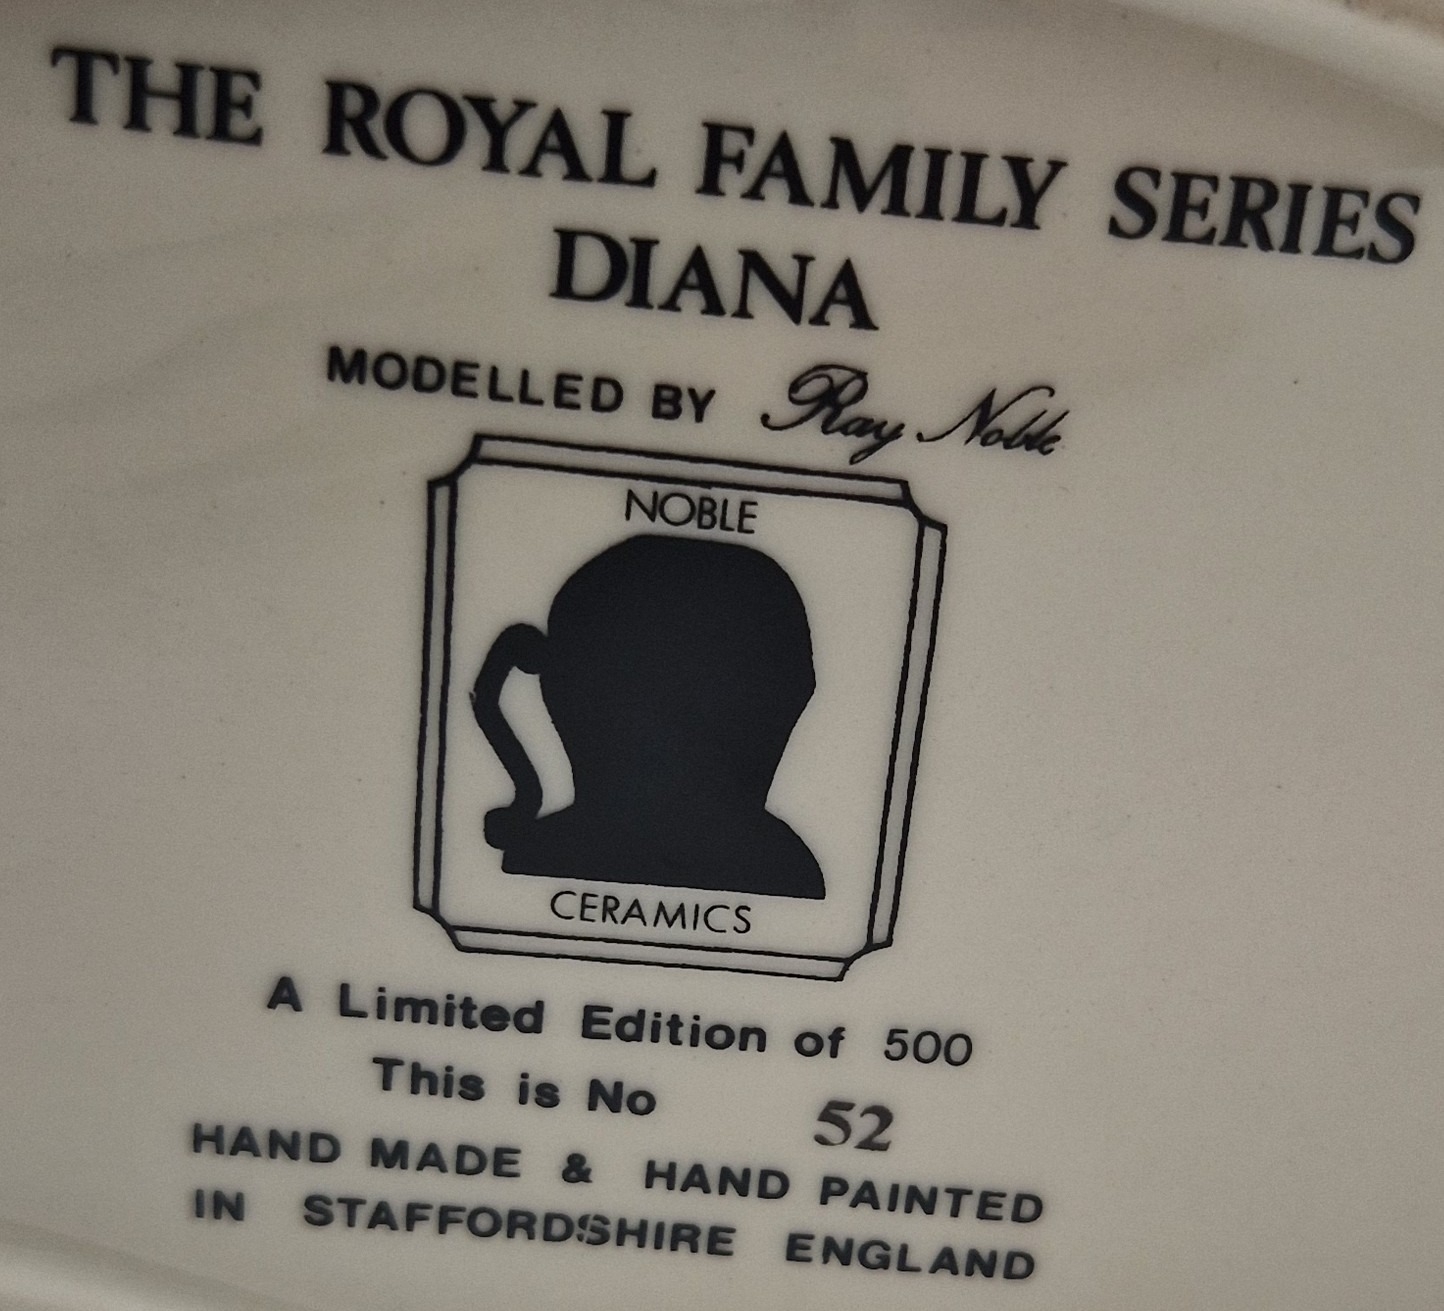 THE ROYAL FAMILY SERIES
DIANA
MODELLED BY Ray Noble
NOBLE
CERAMICS
A Limited Edition of 500
This is No 52
HAND MADE & HAND PAINTED
IN STAFFORDSHIRE ENGLAND